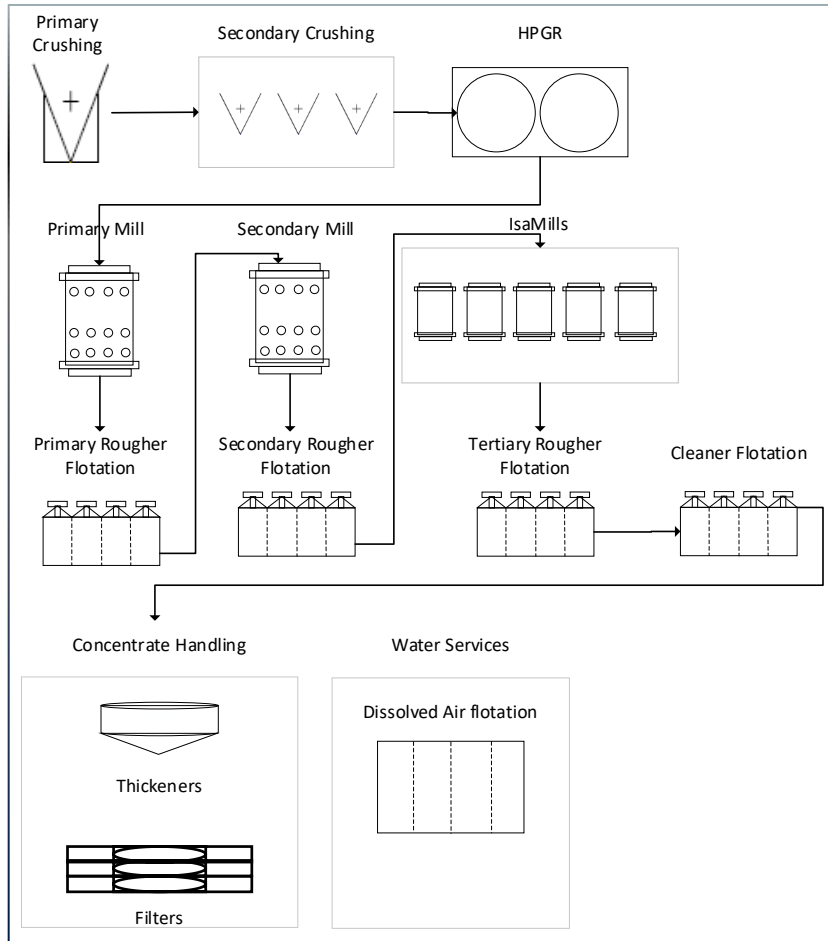 Primary
Crushing
Secondary Crushing
HPGR
Primary Mill
Secondary Mill
IsaMills
Primary Rougher
Flotation
Secondary Rougher
Flotation
Tertiary Rougher
Flotation
Cleaner Flotation
Concentrate Handling
Water Services
Dissolved Air flotation
Thickeners
Filters